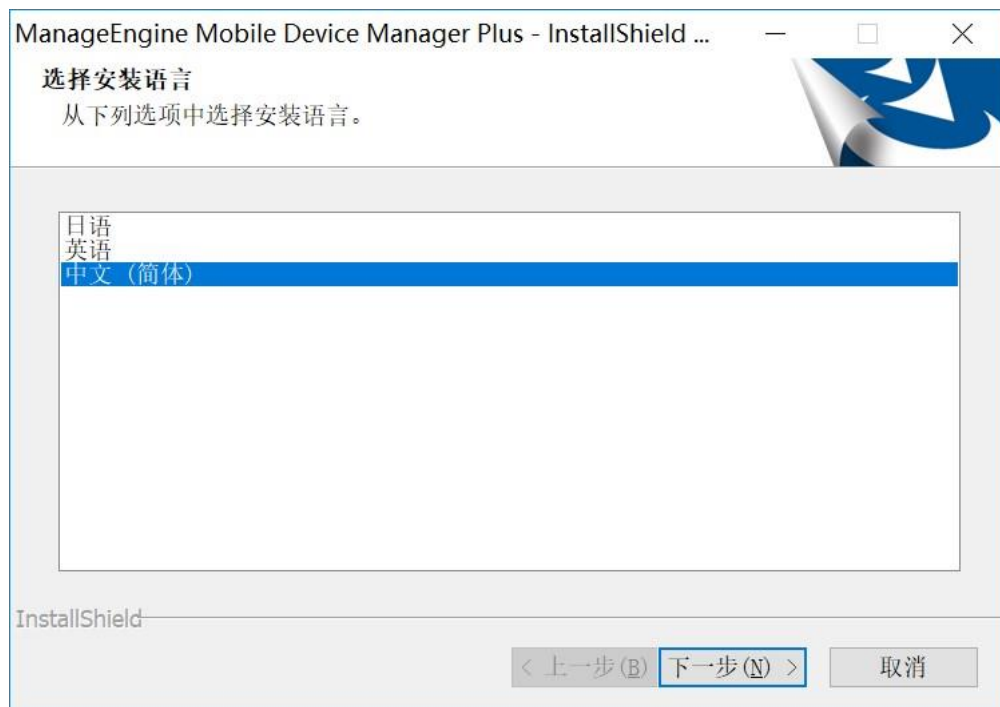 ManageEngine Mobile Device Manager Plus - InstallShield ...
选择安装语言
从下列选项中选择安装语言。
日语
英语
中文 (简体)
InstallShield
< 上一步(B) 下一步(N) > 取消